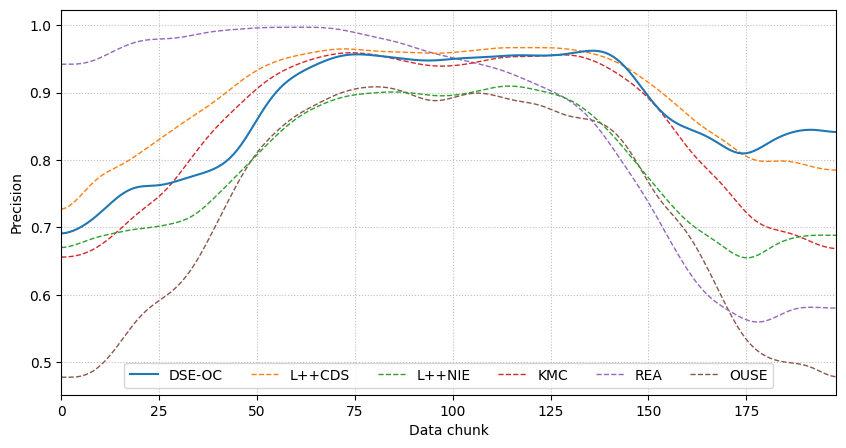 Precision
1.0
0.9
0.8
0.7
0.6
0.5
DSE-OC L++CDS L++NIE KMC REA OUSE
0 25 50 75 100 125 150 175
Data chunk